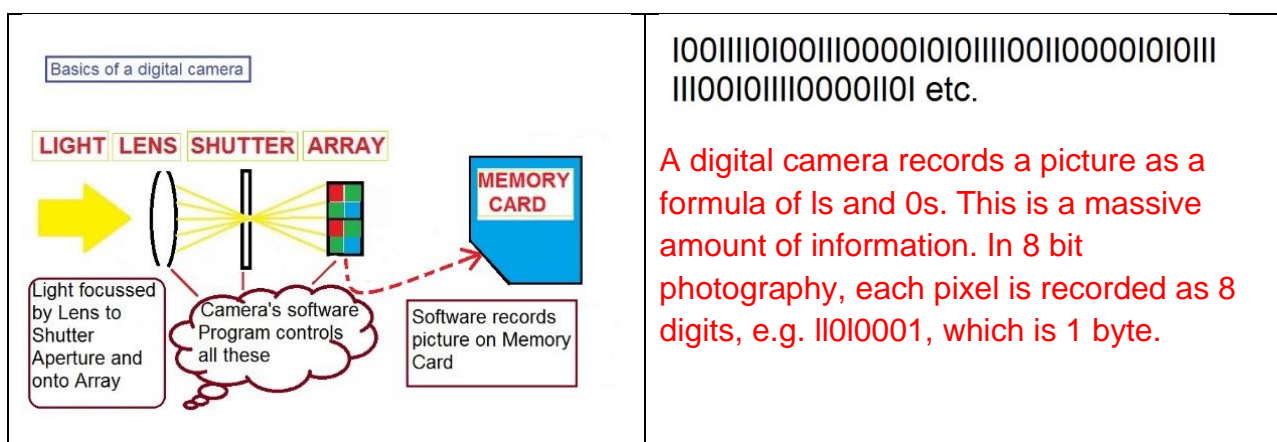 Basics of a digital camera
LIGHT LENS SHUTTER ARRAY
MEMORY
CARD
Light focussed
by Lens to
Shutter
Aperture and
onto Array
Camera's software
Program controls
all these
Software records
picture on Memory
Card
I00IIII0I00III0000I0I0IIII00II0000I0I0III
III00I0IIII0000II0I etc.
A digital camera records a picture as a
formula of Is and 0s. This is a massive
amount of information. In 8 bit
photography, each pixel is recorded as 8
digits, e.g. II0I0001, which is 1 byte.